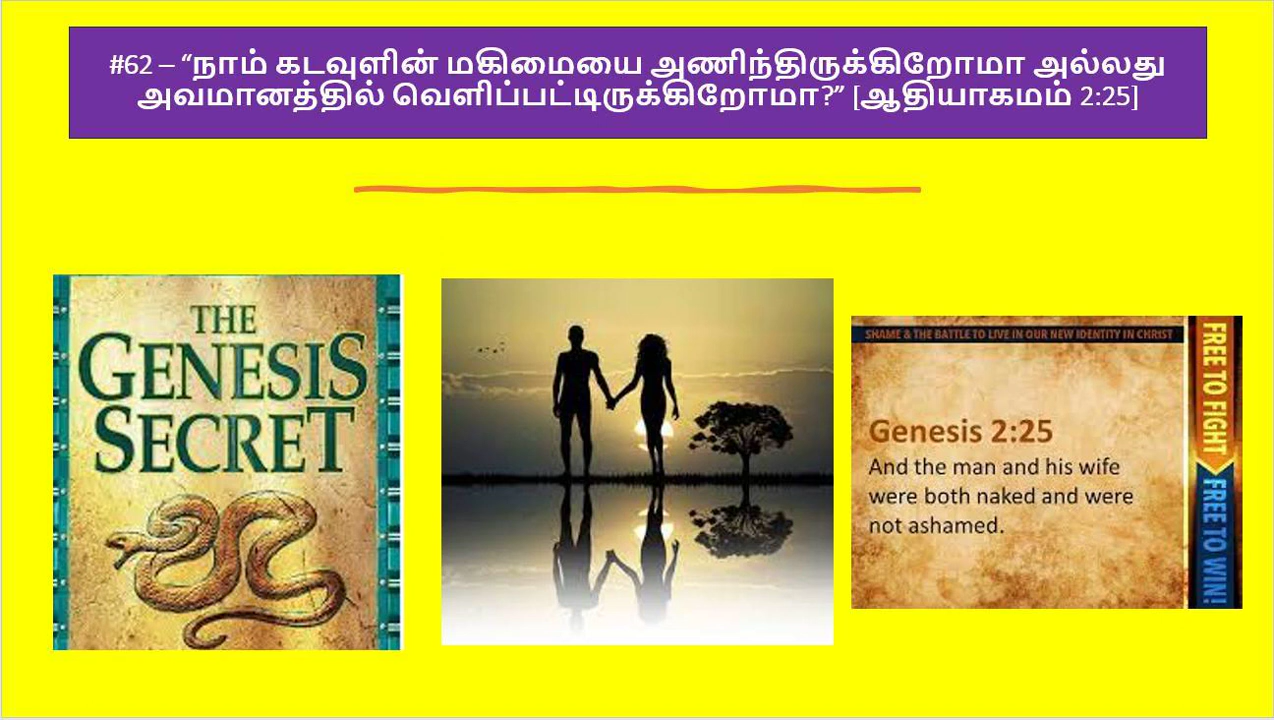 #62 – “நாம் கடவுளின் மகிமையை அணிந்திருக்கிறோமா அல்லது
அவமானத்தில் வெளிப்பட்டிருக்கிறோமா?” [ஆதியாகமம் 2:25]
THE
GENESIS
SECRET
SHAME & THE BATTLE TO LIVE IN OUR NEW IDENTITY IN CHRIST
Genesis 2:25
And the man and his wife
were both naked and were
not ashamed.
FREE TO FIGHT
FREE TO WIN!